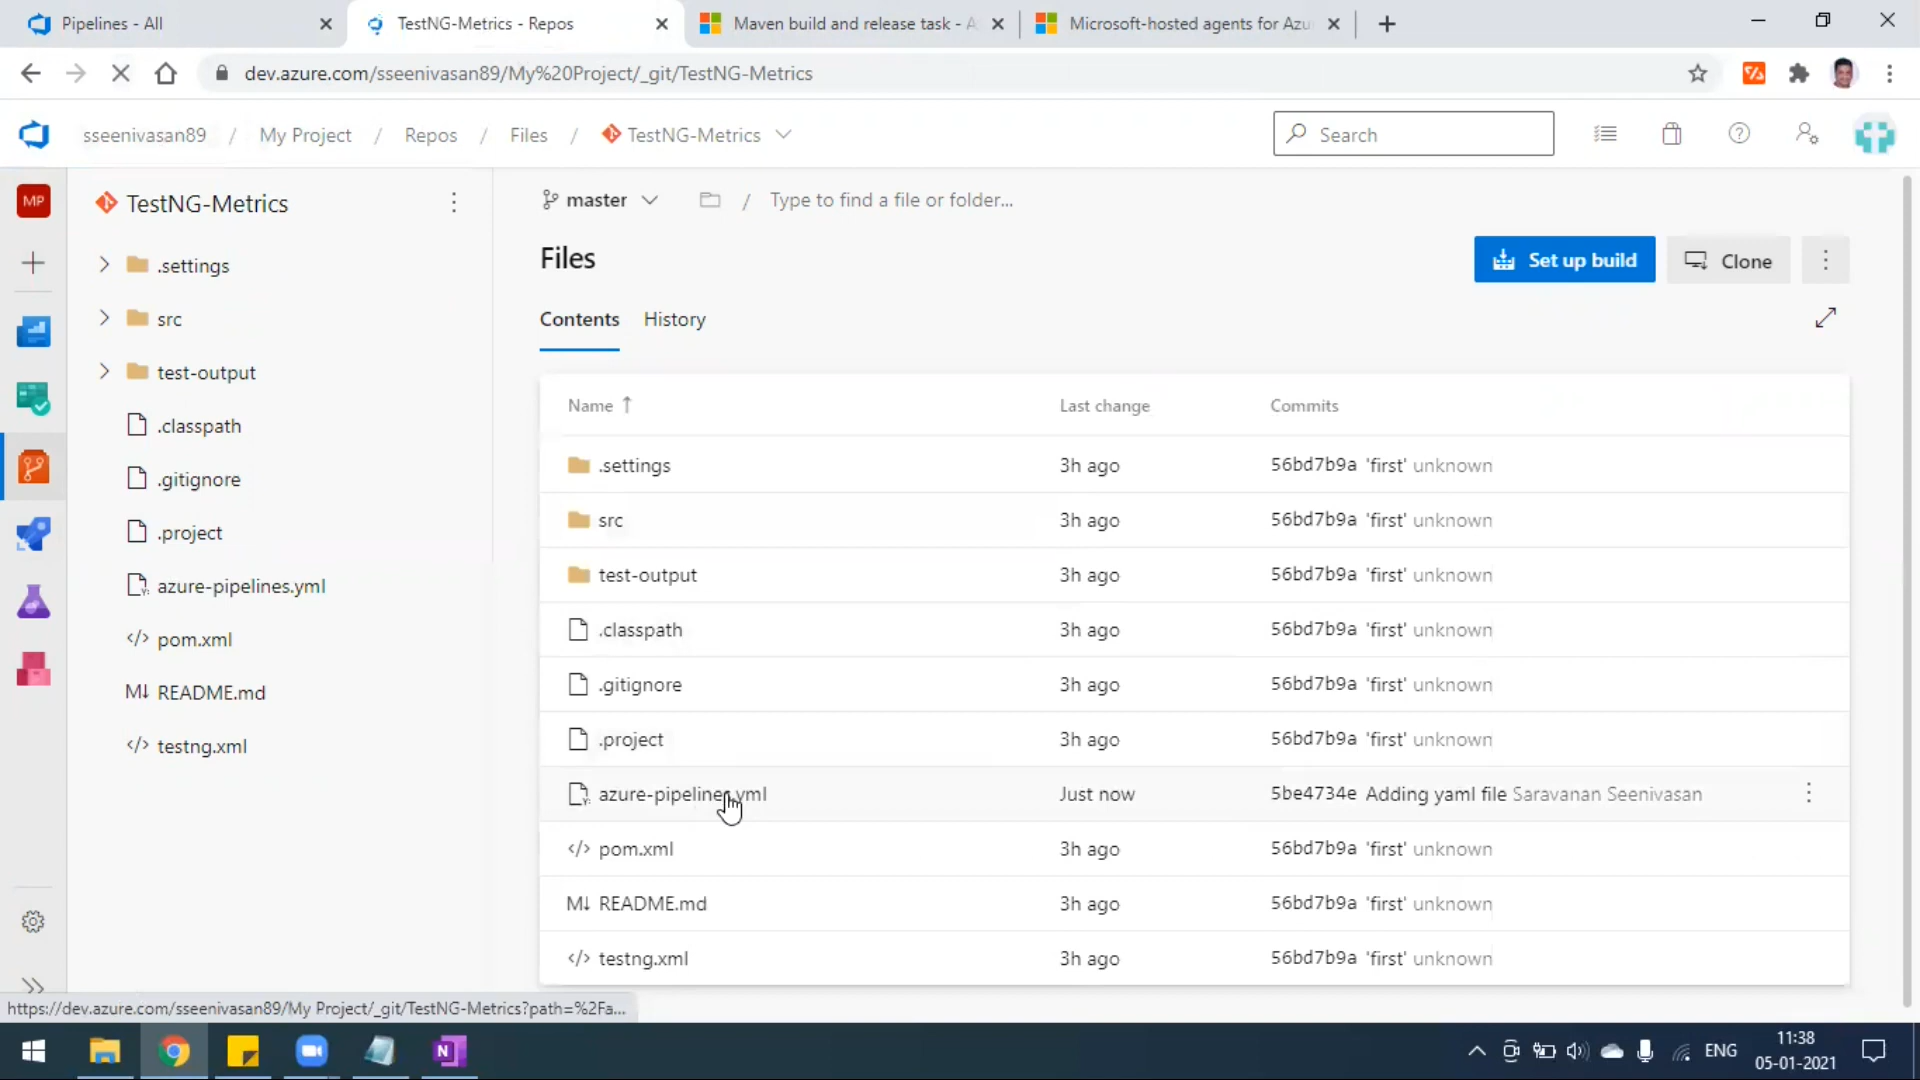 Pipelines - All
TestNG-Metrics - Repos
Maven build and release task - A
Microsoft-hosted agents for Azu
dev.azure.com/sseenivasan89/My%20Project/_git/TestNG-Metrics
sseenivasan89 / My Project / Repos / Files / TestNG-Metrics
Search
MP
TestNG-Metrics
.settings
src
test-output
.classpath
.gitignore
.project
azure-pipelines.yml
</> pom.xml
M↓ README.md
</> testng.xml
master / Type to find a file or folder...
Files
Set up build
Clone
Contents History
Name ↑ Last change Commits
.settings 3h ago 56bd7b9a 'first' unknown
src 3h ago 56bd7b9a 'first' unknown
test-output 3h ago 56bd7b9a 'first' unknown
.classpath 3h ago 56bd7b9a 'first' unknown
.gitignore 3h ago 56bd7b9a 'first' unknown
.project 3h ago 56bd7b9a 'first' unknown
azure-pipelines.yml Just now 5be4734e Adding yaml file Saravanan Seenivasan
</> pom.xml 3h ago 56bd7b9a 'first' unknown
M↓ README.md 3h ago 56bd7b9a 'first' unknown
</> testng.xml 3h ago 56bd7b9a 'first' unknown
https://dev.azure.com/sseenivasan89/My Project/_git/TestNG-Metrics?path=%2Fa...
N
ENG
11:38
05-01-2021